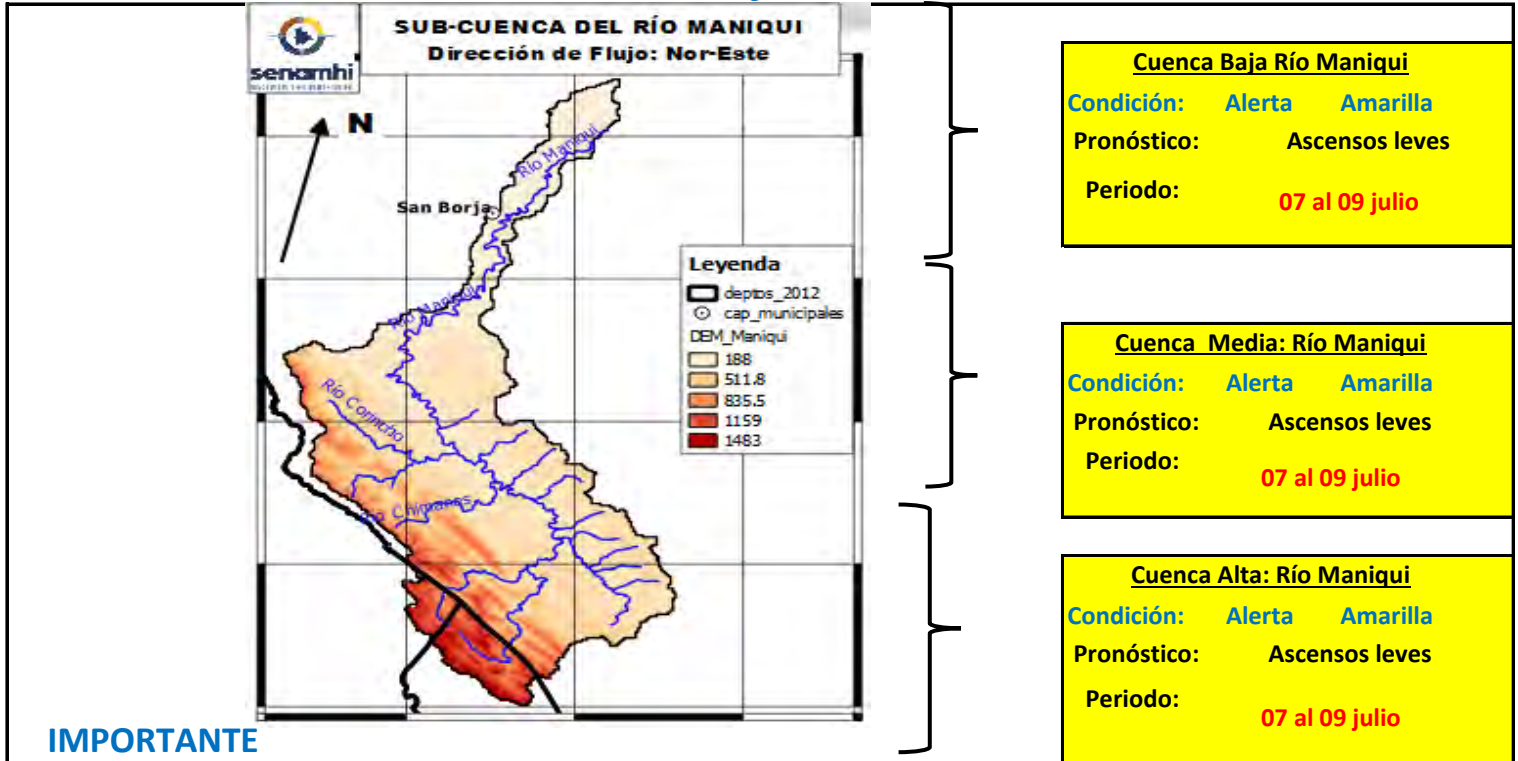 SUB-CUENCA DEL RÍO MANIQUI
Dirección de Flujo: Nor-Este
senamhi
N
Río Maniqui
San Borja
Río Maniqui
Río Chimanes
Leyenda
deptos_2012
cap_municipales
DEM_Maniqui
188
511.8
835.5
1159
1483
Cuenca Baja Río Maniqui
Condición: Alerta Amarilla
Pronóstico: Ascensos leves
Periodo: 07 al 09 julio
Cuenca Media: Río Maniqui
Condición: Alerta Amarilla
Pronóstico: Ascensos leves
Periodo: 07 al 09 julio
Cuenca Alta: Río Maniqui
Condición: Alerta Amarilla
Pronóstico: Ascensos leves
Periodo: 07 al 09 julio
IMPORTANTE